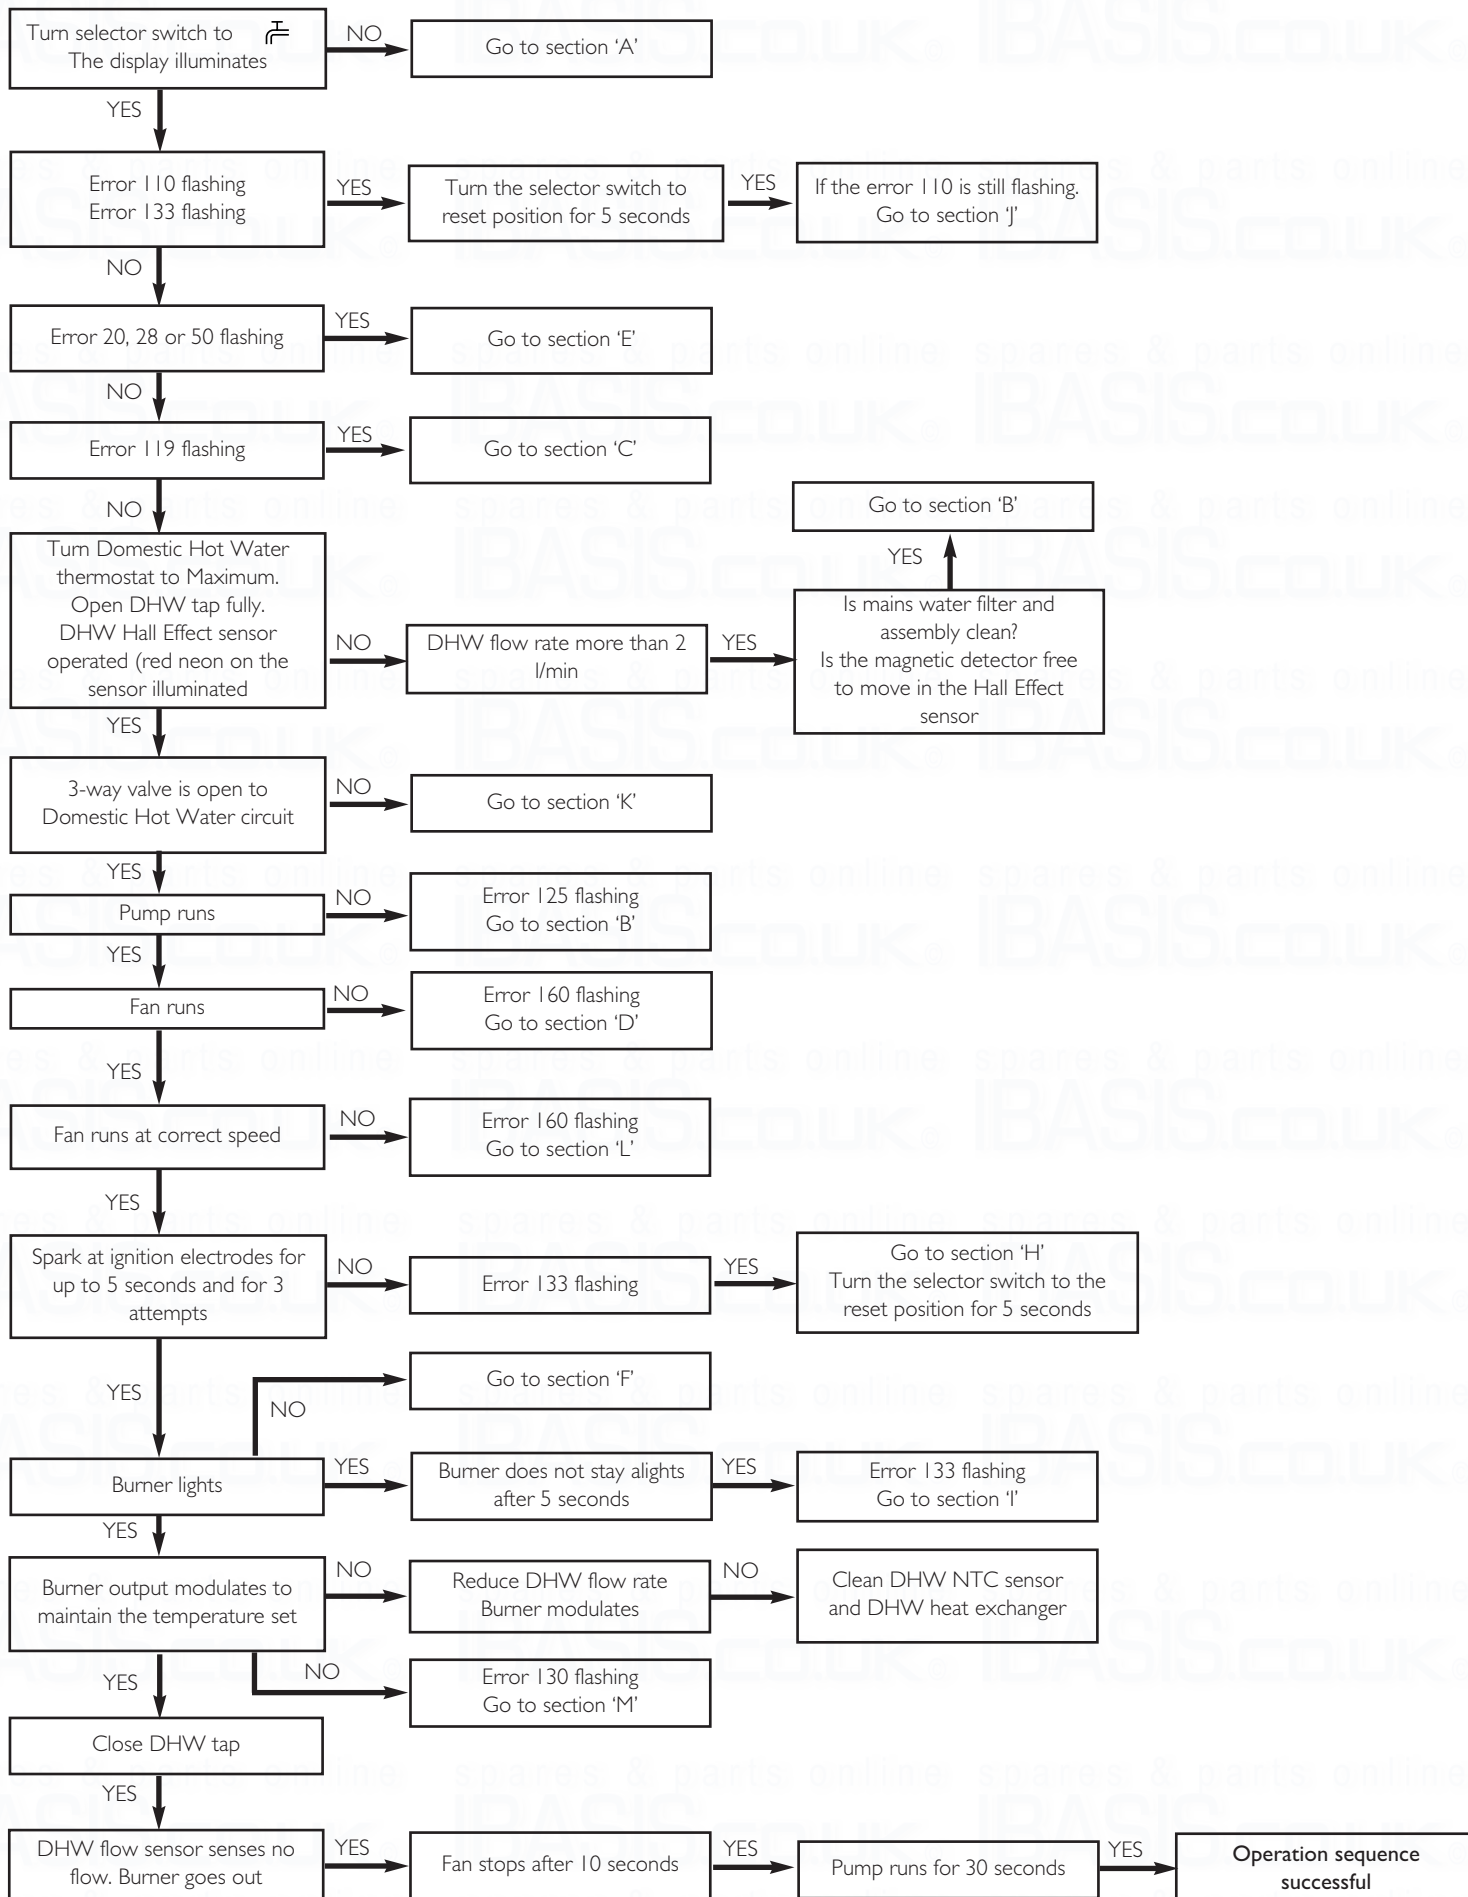 Turn selector switch to
The display illuminates
NO
Go to section ‘A’
YES
Error 110 flashing
Error 133 flashing
YES
Turn the selector switch to
reset position for 5 seconds
YES
If the error 110 is still flashing.
Go to section ‘J’
NO
Error 20, 28 or 50 flashing
YES
Go to section ‘E’
NO
Error 119 flashing
YES
Go to section ‘C’
NO
Turn Domestic Hot Water
thermostat to Maximum.
Open DHW tap fully.
DHW Hall Effect sensor
operated (red neon on the
sensor illuminated
NO
DHW flow rate more than 2
l/min
YES
Is mains water filter and
assembly clean?
Is the magnetic detector free
to move in the Hall Effect
sensor
YES
Go to section ‘B’
YES
3-way valve is open to
Domestic Hot Water circuit
NO
Go to section ‘K’
YES
Pump runs
NO
Error 125 flashing
Go to section ‘B’
YES
Fan runs
NO
Error 160 flashing
Go to section ‘D’
YES
Fan runs at correct speed
NO
Error 160 flashing
Go to section ‘L’
YES
Spark at ignition electrodes for
up to 5 seconds and for 3
attempts
NO
Error 133 flashing
YES
Go to section ‘H’
Turn the selector switch to the
reset position for 5 seconds
YES
NO
Go to section ‘F’
Burner lights
YES
Burner does not stay alights
after 5 seconds
YES
Error 133 flashing
Go to section ‘I’
YES
Burner output modulates to
maintain the temperature set
NO
Reduce DHW flow rate
Burner modulates
NO
Clean DHW NTC sensor
and DHW heat exchanger
NO
Error 130 flashing
Go to section ‘M’
YES
Close DHW tap
YES
DHW flow sensor senses no
flow. Burner goes out
YES
Fan stops after 10 seconds
YES
Pump runs for 30 seconds
YES
Operation sequence
successful
spares & parts online
IBASIS.CO.UK